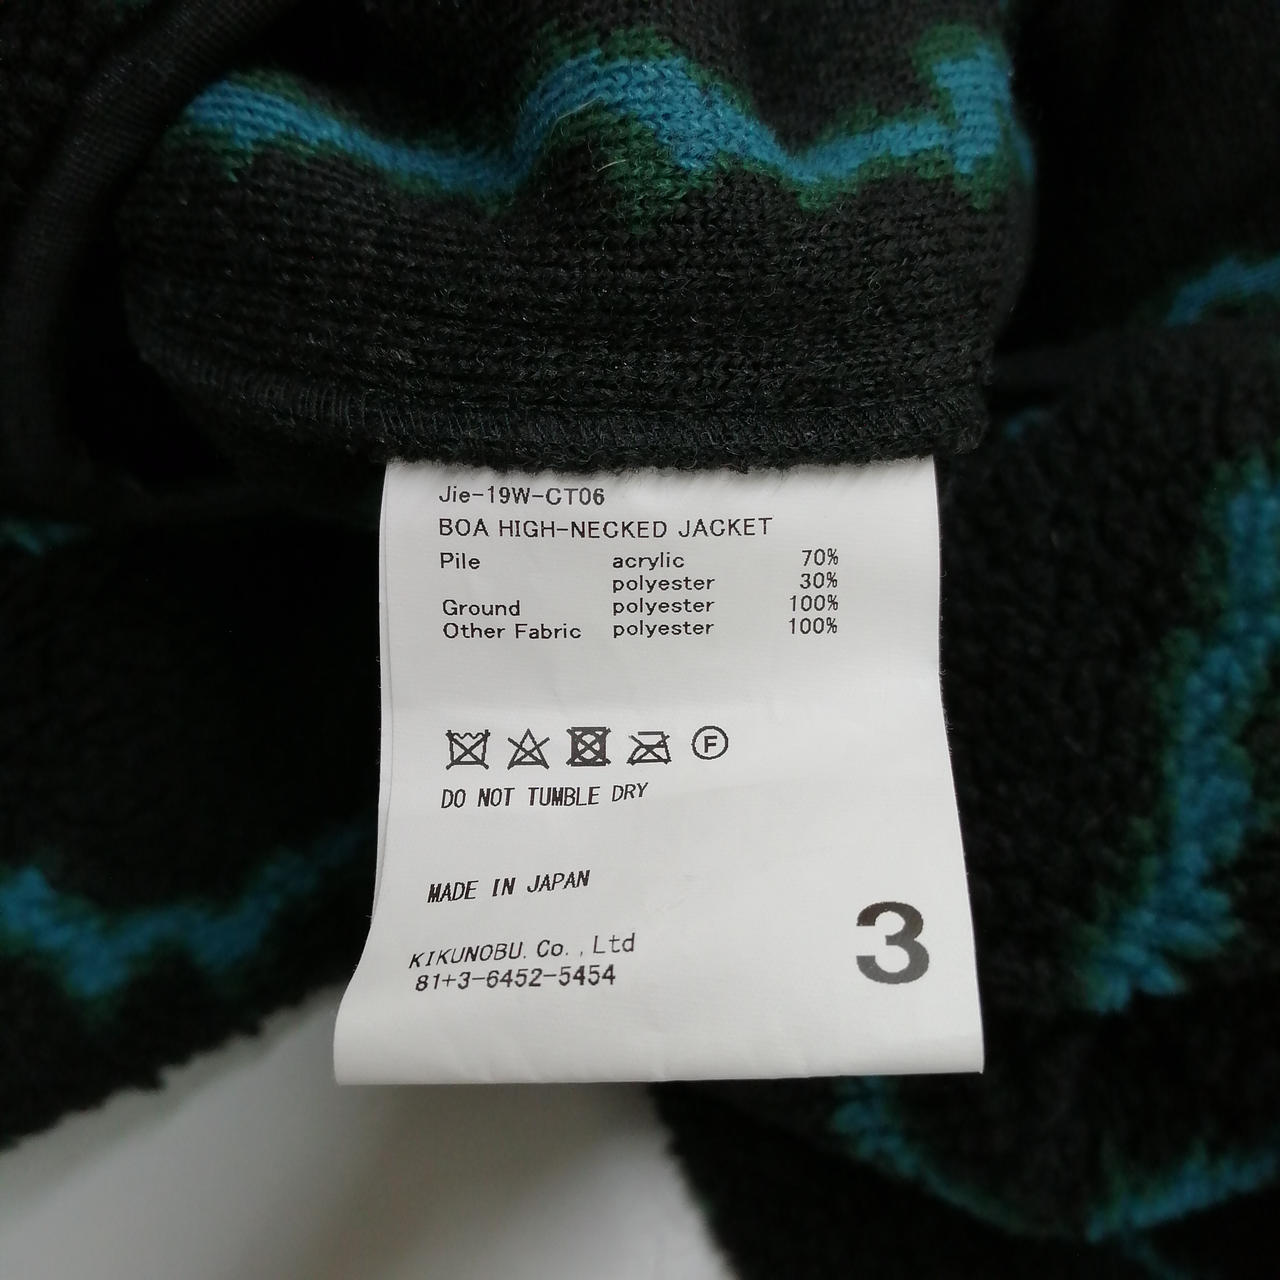 Jie-19W-CT06
BOA HIGH-NECKED JACKET
Pile acrylic 70%
polyester 30%
Ground polyester 100%
Other Fabric polyester 100%
F
DO NOT TUMBLE DRY
MADE IN JAPAN
KIKUNOBU. Co. , Ltd
81+3-6452-5454
3